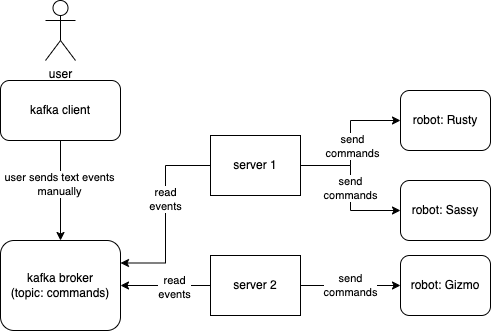 user
kafka client
user sends text events
manually
kafka broker
(topic: commands)
read
events
read
events
server 1
server 2
send
commands
send
commands
send
commands
robot: Rusty
robot: Sassy
robot: Gizmo